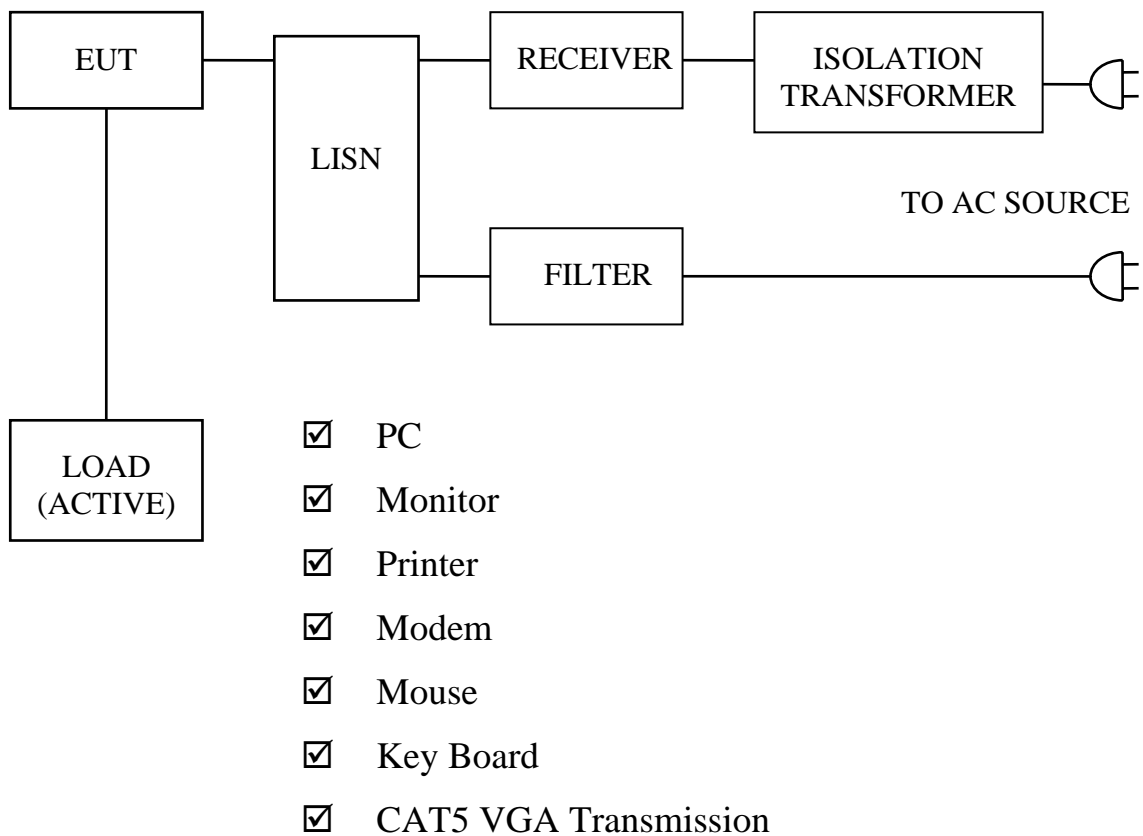 EUT
LISN
RECEIVER
ISOLATION
TRANSFORMER
TO AC SOURCE
FILTER
LOAD
(ACTIVE)
☑ PC
☑ Monitor
☑ Printer
☑ Modem
☑ Mouse
☑ Key Board
☑ CAT5 VGA Transmission